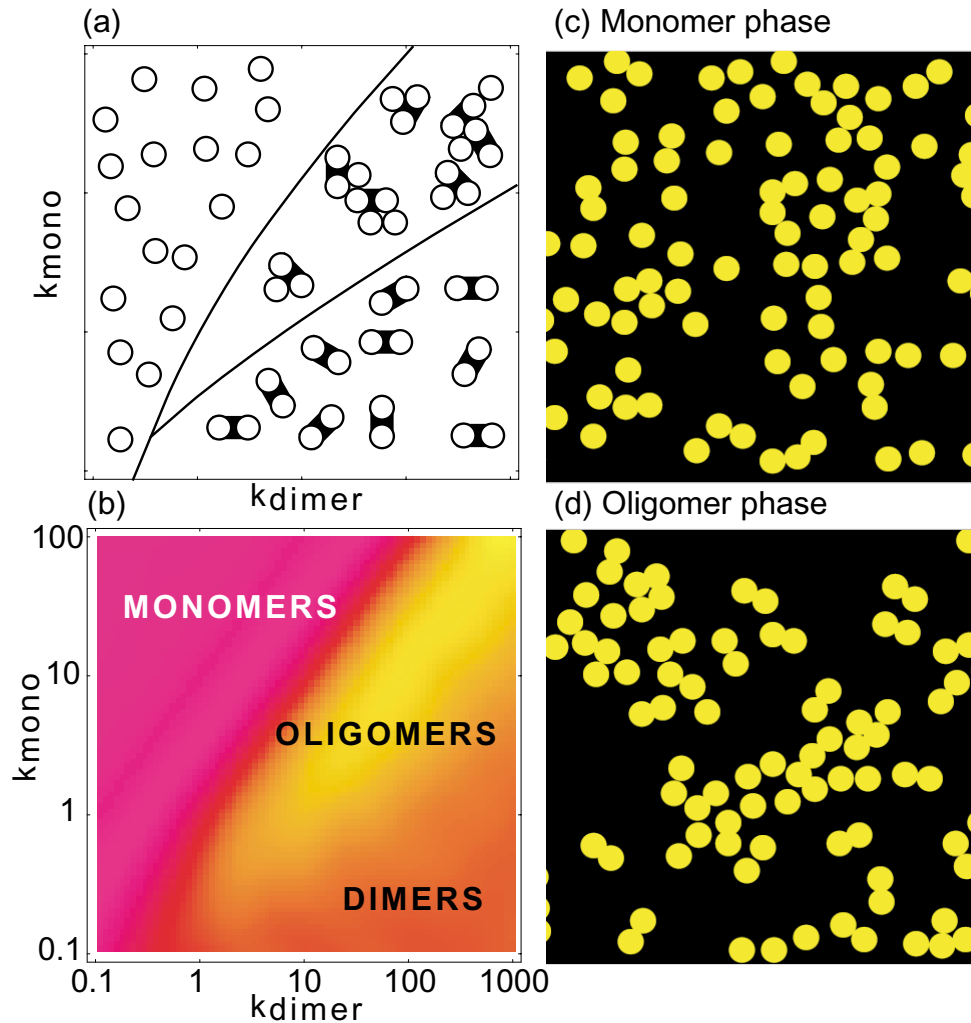 (a)
kmono
kdimer
(b)
100
10
1
0.1
kmono
MONOMERS
OLIGOMERS
DIMERS
0.1 1 10 100 1000
kdimer
(c) Monomer phase
(d) Oligomer phase